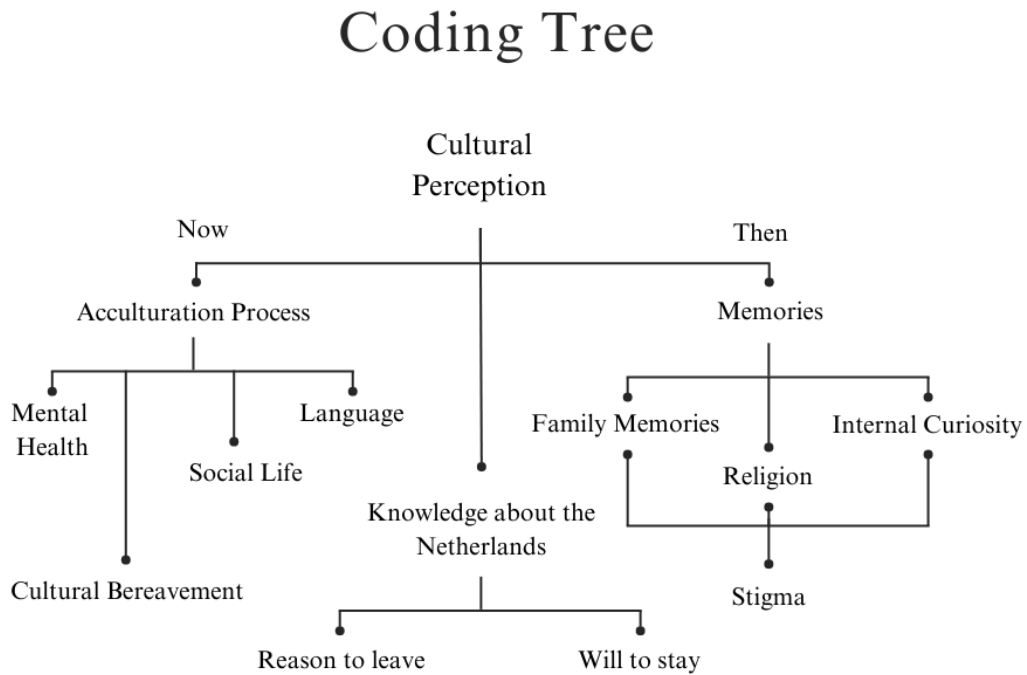 Coding Tree
Cultural
Perception
Now
Then
Acculturation Process
Memories
Mental
Health
Language
Social Life
Cultural Bereavement
Knowledge about the
Netherlands
Reason to leave
Will to stay
Family Memories
Internal Curiosity
Religion
Stigma